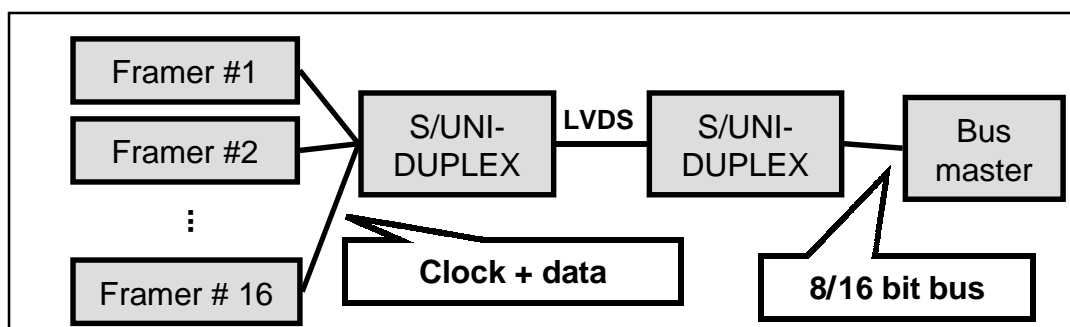 Framer #1
Framer #2
⋮
Framer # 16
S/UNI-
DUPLEX
LVDS
S/UNI-
DUPLEX
Bus
master
Clock + data
8/16 bit bus